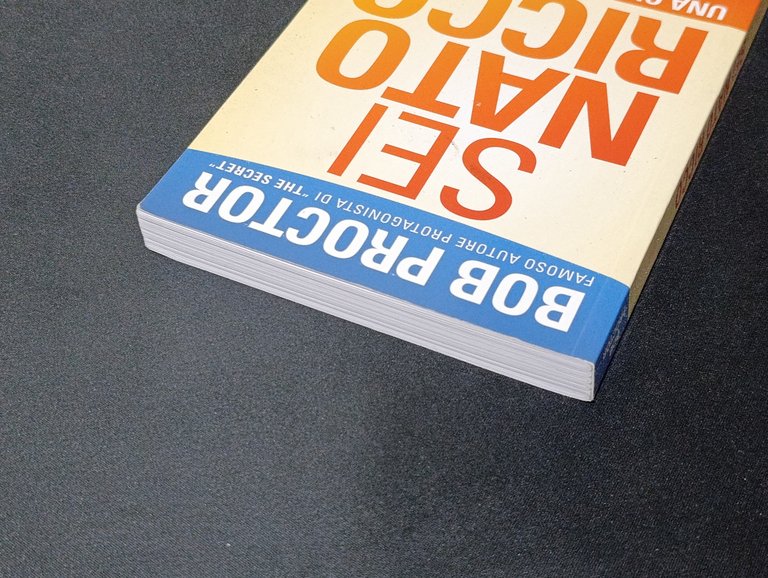 BOB PROCTOR
FAMOSO AUTORE PROTAGONISTA DI "THE SECRET"
SEI
NATO
RICCO
UNA